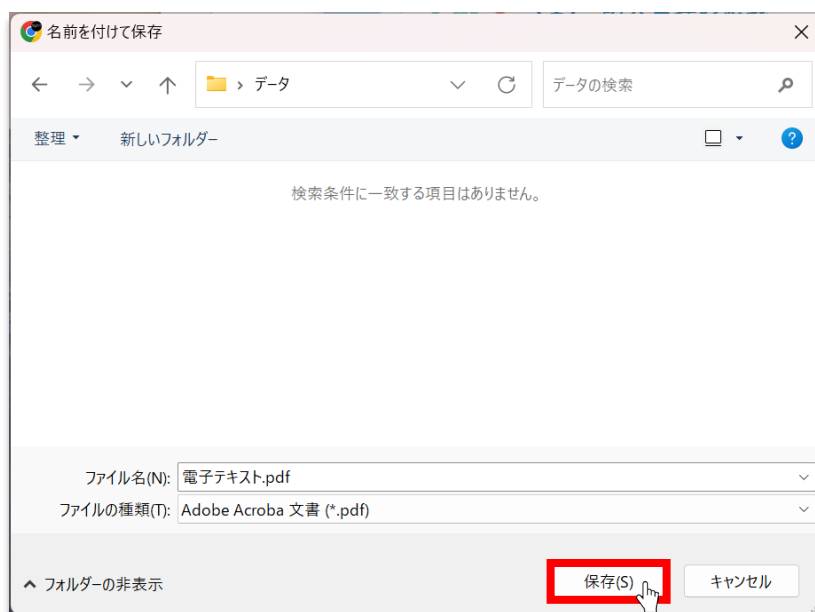 名前を付けて保存
データ
データの検索
整理
新しいフォルダー
検索条件に一致する項目はありません。
ファイル名(N): 電子テキスト.pdf
ファイルの種類(T): Adobe Acroba 文書 (*.pdf)
フォルダーの非表示
保存(S)
キャンセル